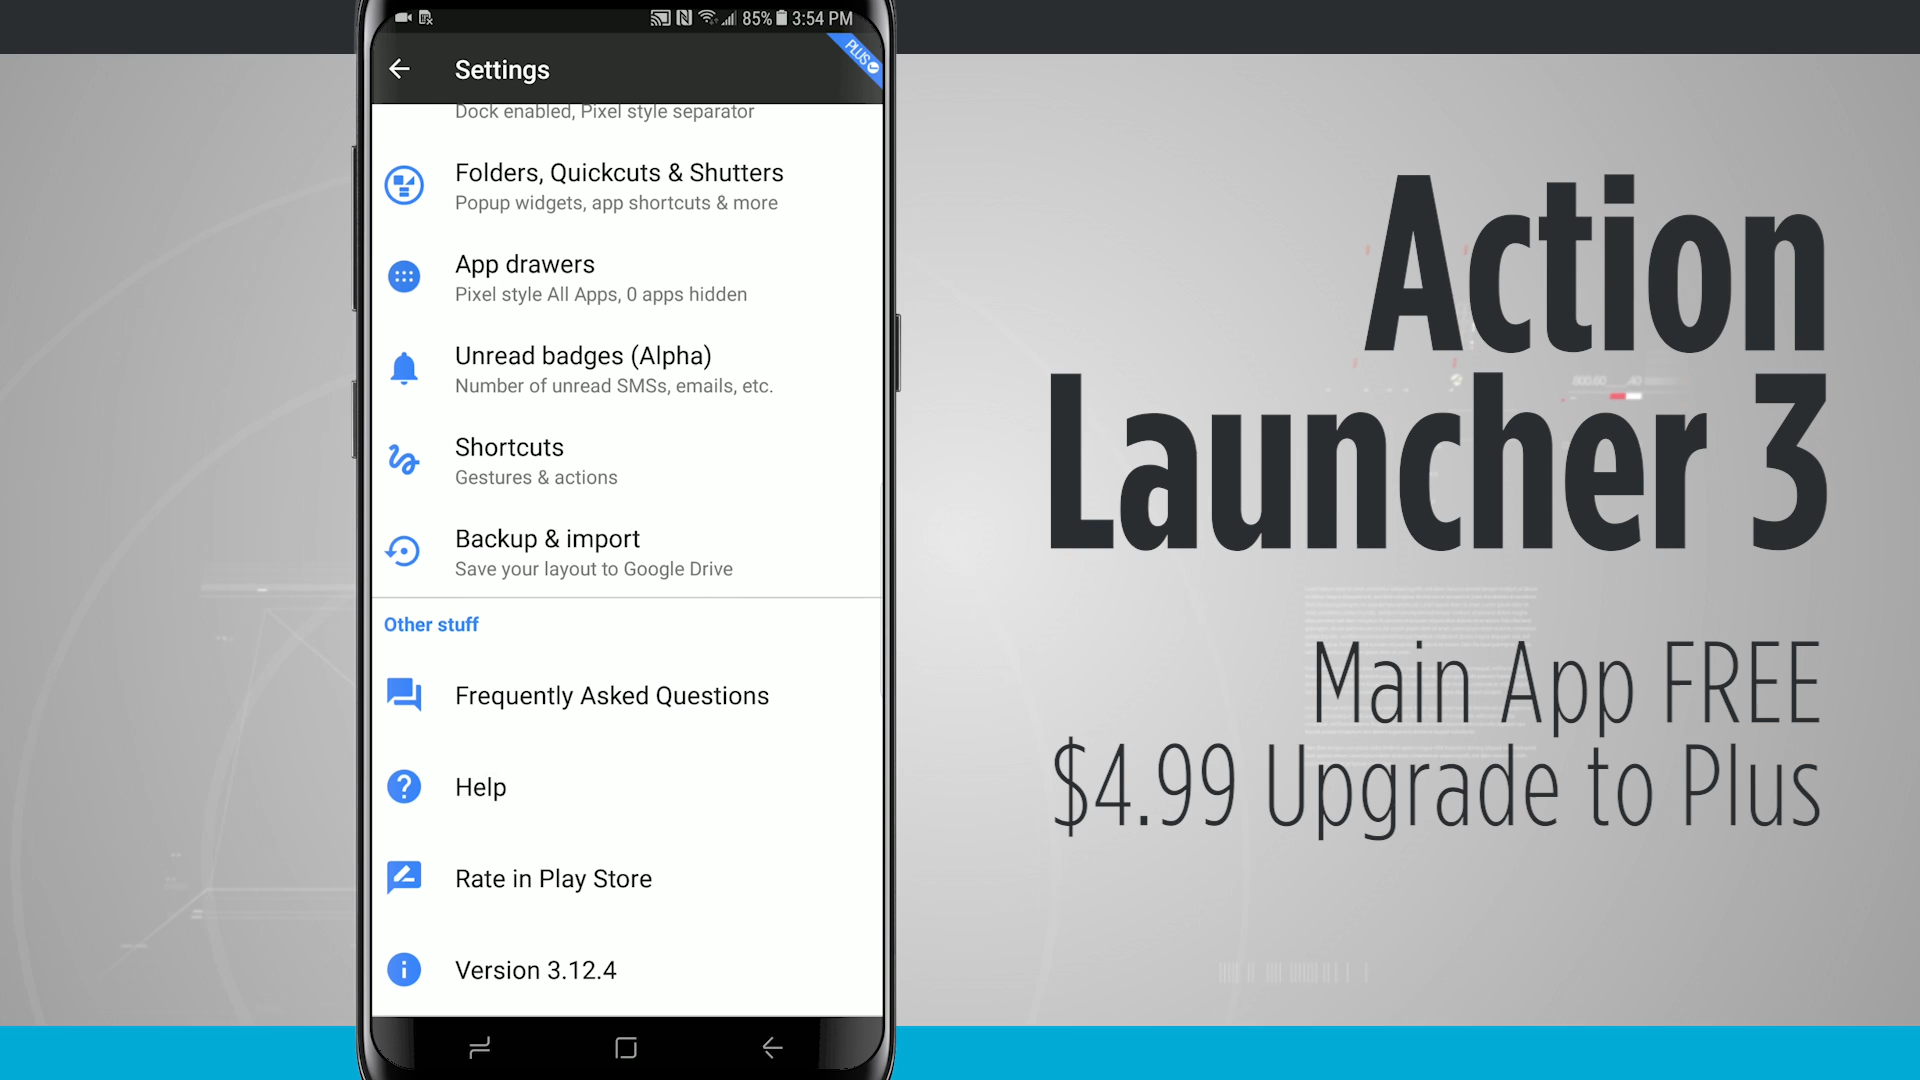 85% 3:54 PM
Settings
PLUS
Dock enabled, Pixel style separator
Folders, Quickcuts & Shutters
Popup widgets, app shortcuts & more
App drawers
Pixel style All Apps, 0 apps hidden
Unread badges (Alpha)
Number of unread SMSs, emails, etc.
Shortcuts
Gestures & actions
Backup & import
Save your layout to Google Drive
Other stuff
Frequently Asked Questions
Help
Rate in Play Store
Version 3.12.4
Action
Launcher 3
Main App FREE
$4.99 Upgrade to Plus